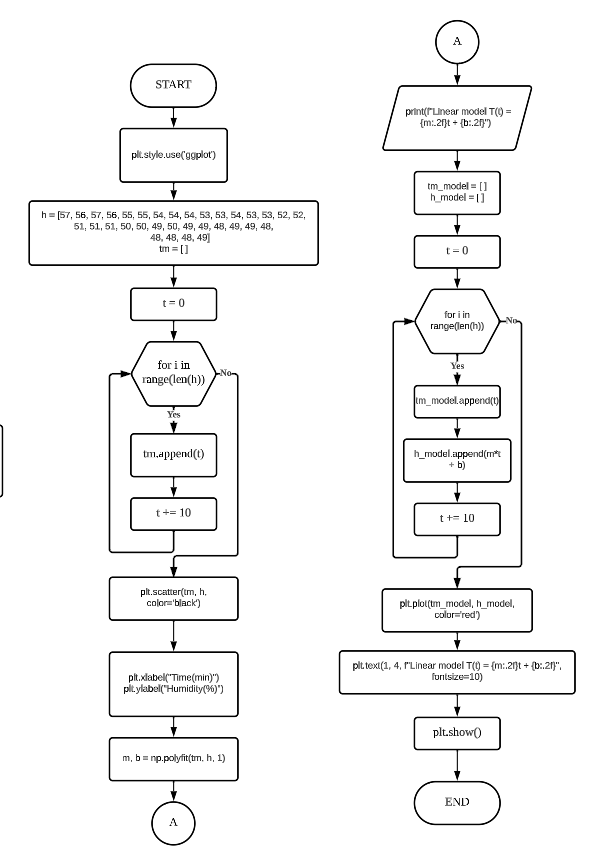 START
plt.style.use('ggplot')
h = [57, 56, 57, 56, 55, 55, 54, 54, 54, 53, 53, 54, 53, 53, 52, 52,
51, 51, 51, 50, 50, 49, 50, 49, 49, 48, 49, 49, 48,
48, 48, 48, 49]
tm = [ ]
t = 0
for i in
range(len(h))
No
Yes
tm.append(t)
t += 10
plt.scatter(tm, h,
color='black')
plt.xlabel("Time(min)")
plt.ylabel("Humidity(%)")
m, b = np.polyfit(tm, h, 1)
A
A
print(f"Linear model T(t) =
{m:.2f}t + {b:.2f}")
tm_model = [ ]
h_model = [ ]
t = 0
for i in
range(len(h))
No
Yes
tm_model.append(t)
h_model.append(m*t
+ b)
t += 10
plt.plot(tm_model, h_model,
color='red')
plt.text(1, 4, f"Linear model T(t) = {m:.2f}t + {b:.2f}",
fontsize=10)
plt.show()
END